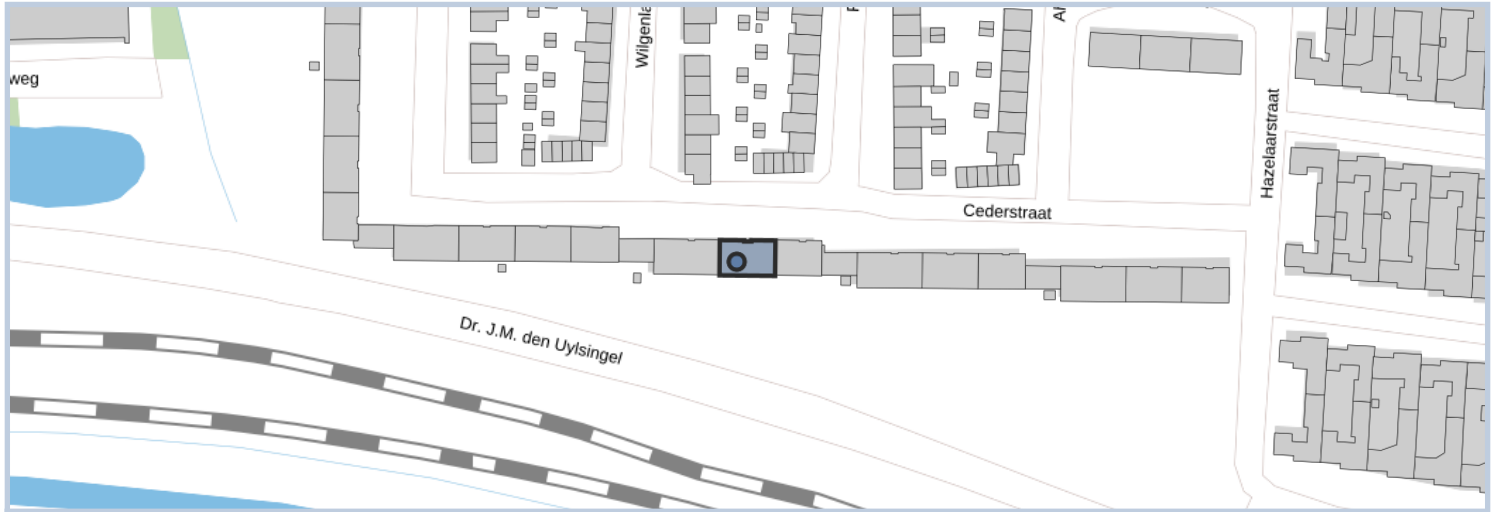 weg
Wilgenla
Hazelaarstraat
Cederstraat
Dr. J.M. den Uylsingel